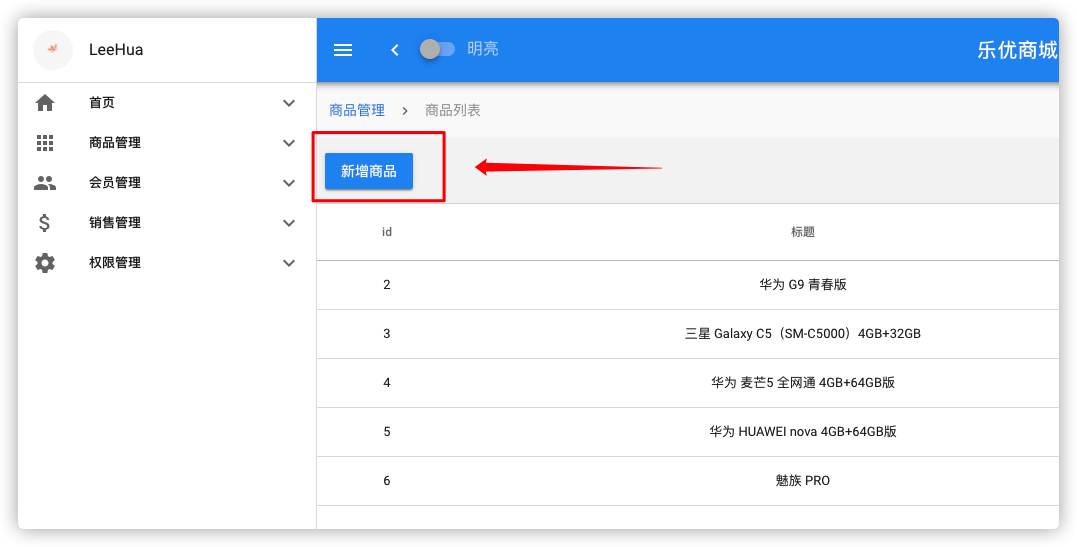 LeeHua
明亮
乐优商城
首页
商品管理
会员管理
销售管理
权限管理
商品管理 › 商品列表
新增商品
id 标题
2 华为 G9 青春版
3 三星 Galaxy C5（SM-C5000）4GB+32GB
4 华为 麦芒5 全网通 4GB+64GB版
5 华为 HUAWEI nova 4GB+64GB版
6 魅族 PRO